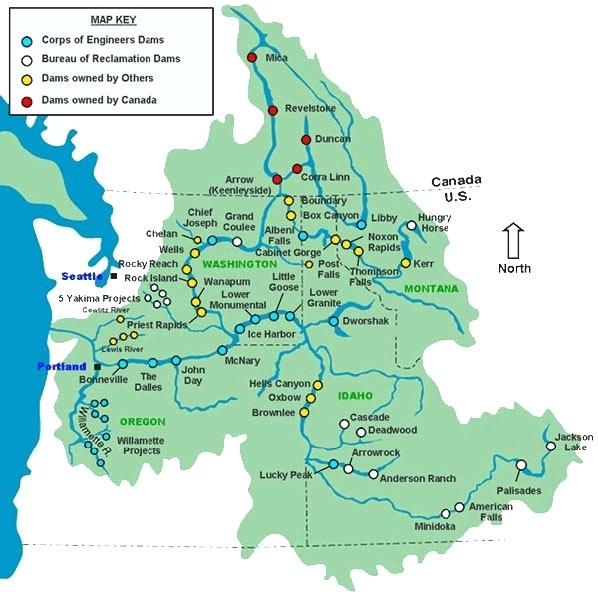 MAP KEY
Corps of Engineers Dams
Bureau of Reclamation Dams
Dams owned by Others
Dams owned by Canada
Mica
Revelstoke
Duncan
Corra Linn
Arrow
(Keenleyside)
Canada
U.S.
Boundary
Box Canyon
Libby
Hungry
Horse
North
Chief
Joseph
Grand
Coulee
Albeni
Falls
Chelan
Cabinet Gorge
Noxon
Rapids
Wells
Kerr
Rocky Reach
WASHINGTON
Post
Falls
Thompson
Falls
Seattle
Rock Island
Wanapum
Little
Goose
MONTANA
5 Yakima Projects
Lower
Monumental
Lower
Granite
Cowlitz River
Priest Rapids
Ice Harbor
Dworshak
Lewis River
Portland
McNary
Bonneville
The
Dalles
John
Day
Hells Canyon
Oxbow
IDAHO
Brownlee
Cascade
Deadwood
OREGON
Willamette R.
Willamette
Projects
Jackson
Lake
Arrowrock
Lucky Peak
Anderson Ranch
Palisades
American
Falls
Minidoka